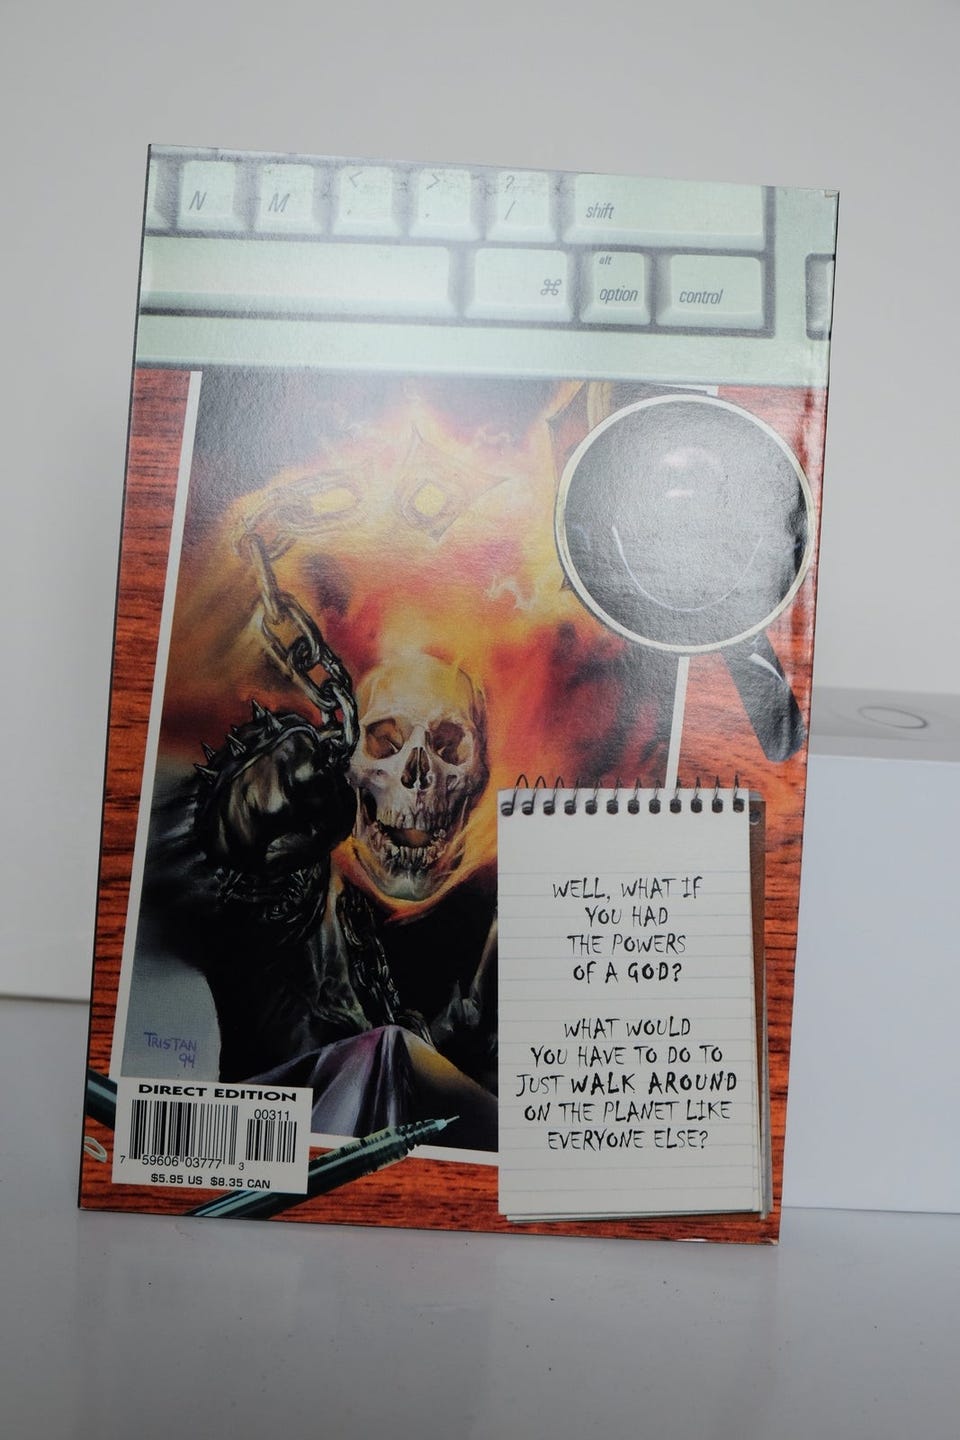 N M < , > . ? / shift
⌘ alt option control
WELL, WHAT IF
YOU HAD
THE POWERS
OF A GOD?
WHAT WOULD
YOU HAVE TO DO TO
JUST WALK AROUND
ON THE PLANET LIKE
EVERYONE ELSE?
TRISTAN
94
DIRECT EDITION
00311
7 59606 03777 3
$5.95 US $8.35 CAN